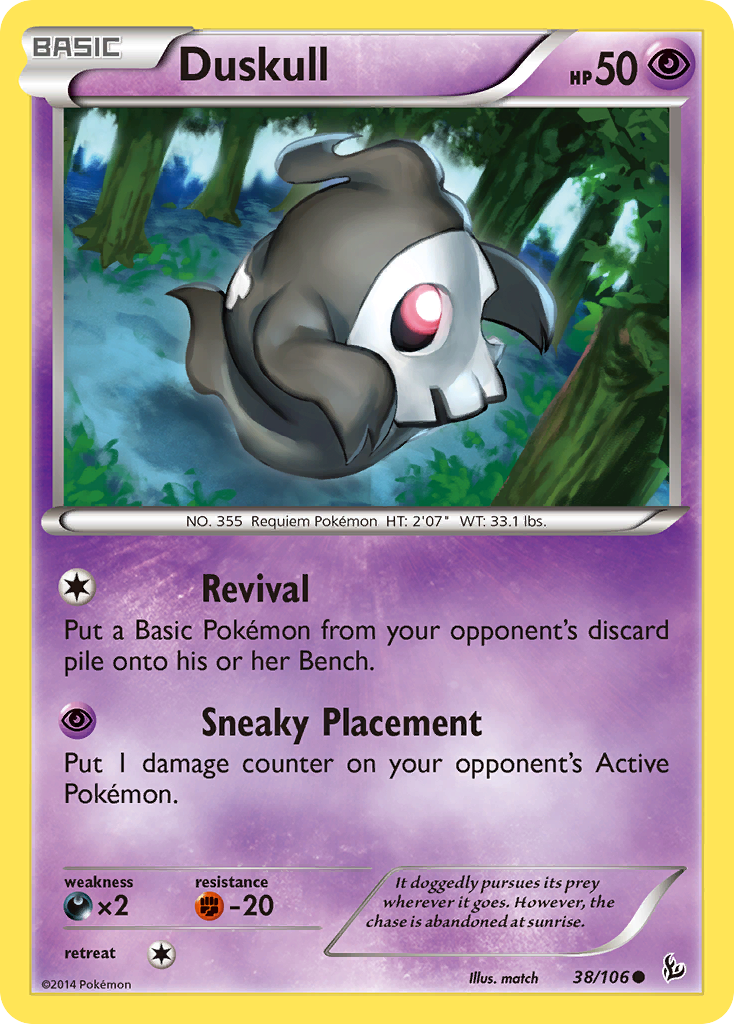 BASIC
Duskull
HP 50
NO. 355 Requiem Pokémon HT: 2'07" WT: 33.1 lbs.
Revival
Put a Basic Pokémon from your opponent's discard
pile onto his or her Bench.
Sneaky Placement
Put 1 damage counter on your opponent's Active
Pokémon.
weakness
×2
resistance
-20
It doggedly pursues its prey
wherever it goes. However, the
chase is abandoned at sunrise.
retreat
©2014 Pokémon
Illus. match
38/106